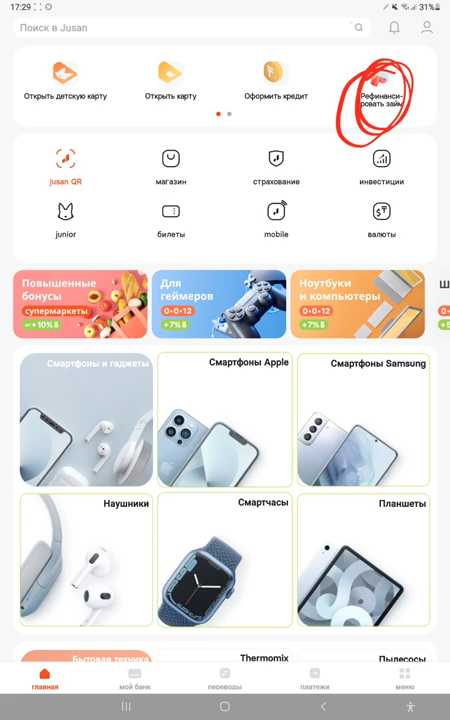 17:29
31%
Поиск в Jusan
Открыть детскую карту
Открыть карту
Оформить кредит
Рефинанси-
ровать займ
jusan QR
магазин
страхование
инвестиции
junior
билеты
mobile
валюты
Повышенные
бонусы
супермаркеты
+10% Б
Для
геймеров
0·0·12
+7% Б
Ноутбуки
и компьютеры
0·0·12
+7% Б
Ш
Смартфоны и гаджеты
Смартфоны Apple
Смартфоны Samsung
Наушники
Смартчасы
Планшеты
Бытовая техника
Thermomix
Пылесосы
главная
мой банк
переводы
платежи
меню